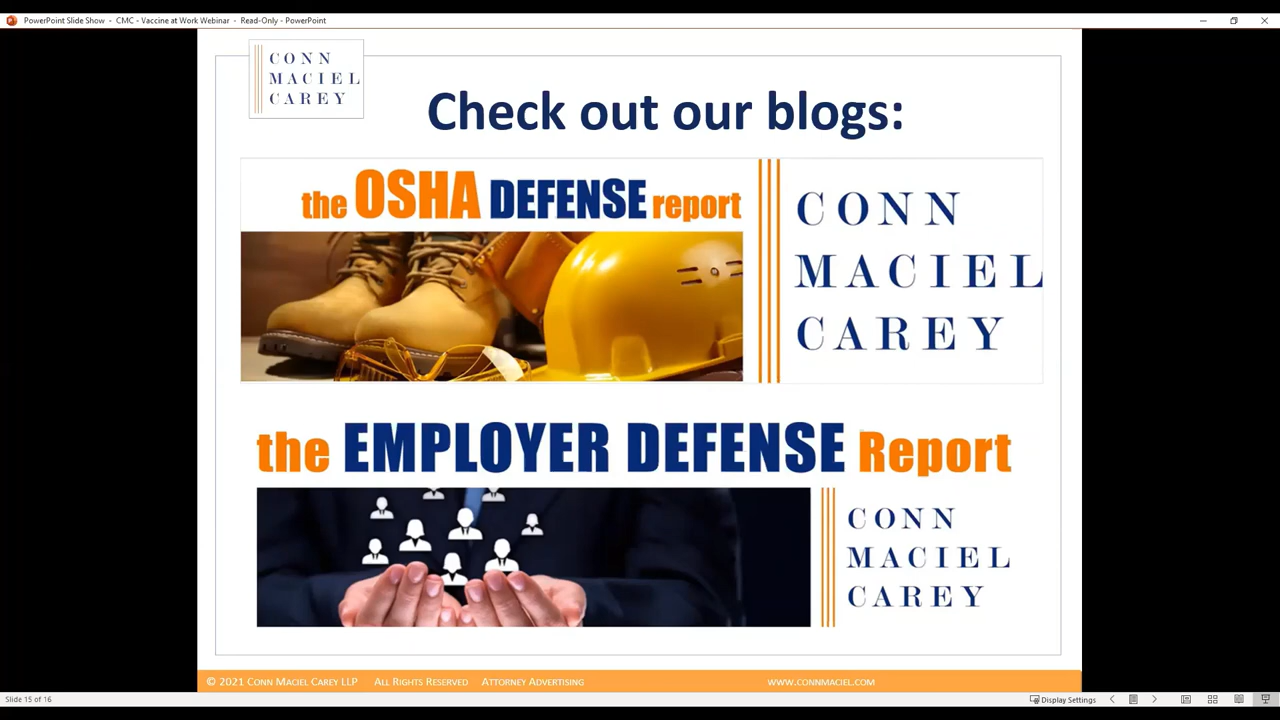 PowerPoint Slide Show - CMC - Vaccine at Work Webinar - Read-Only - PowerPoint
CONN
MACIEL
CAREY
Check out our blogs:
the OSHA DEFENSE report
CONN
MACIEL
CAREY
the EMPLOYER DEFENSE Report
CONN
MACIEL
CAREY
© 2021 CONN MACIEL CAREY LLP ALL RIGHTS RESERVED ATTORNEY ADVERTISING WWW.CONNMACIEL.COM
Slide 15 of 16
Display Settings